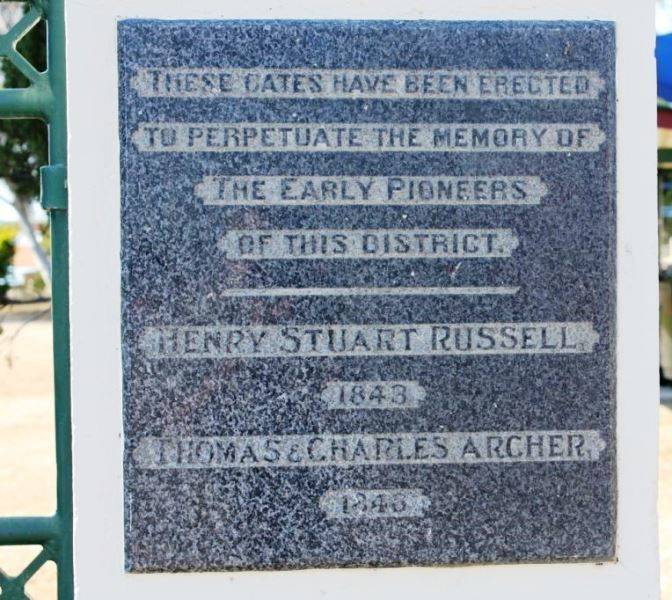 THESE GATES HAVE BEEN ERECTED
TO PERPETUATE THE MEMORY OF
THE EARLY PIONEERS
OF THIS DISTRICT.
HENRY STUART RUSSELL,
1843
THOMAS & CHARLES ARCHER,